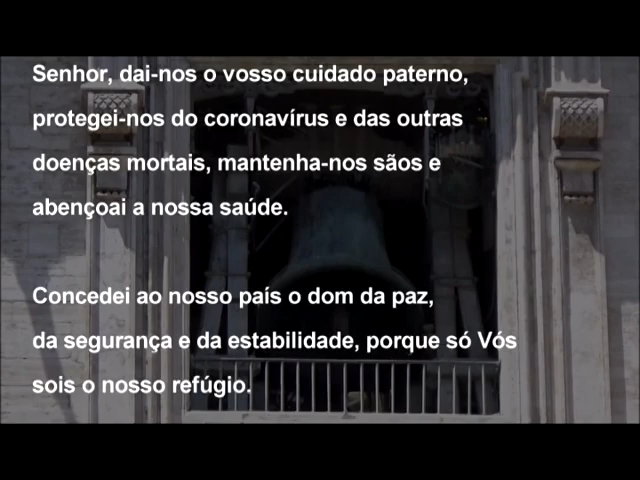 Senhor, dai-nos o vosso cuidado paterno,
protegei-nos do coronavírus e das outras
doenças mortais, mantenha-nos sãos e
abençoai a nossa saúde.
Concedei ao nosso país o dom da paz,
da segurança e da estabilidade, porque só Vós
sois o nosso refúgio.